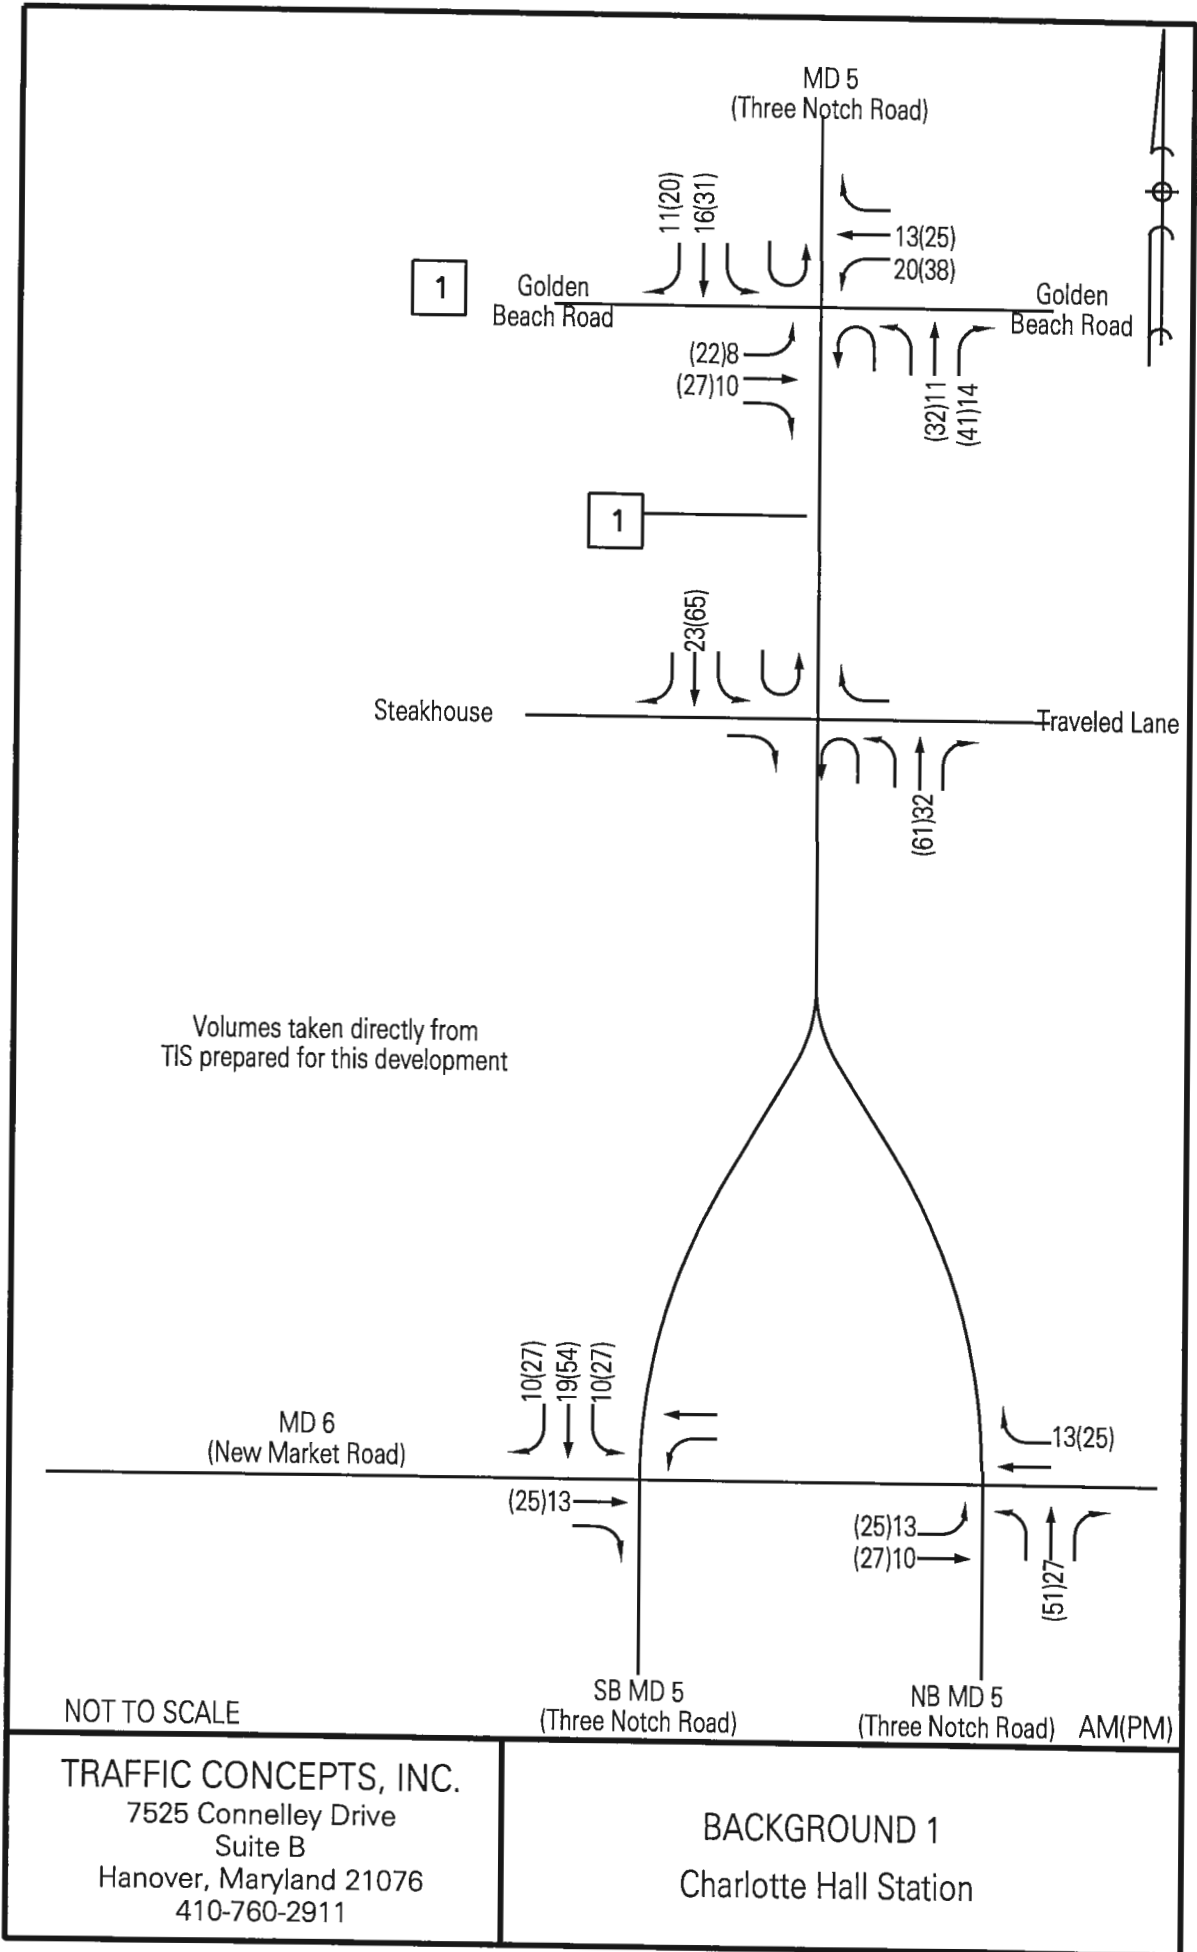 MD 5
(Three Notch Road)
11(20)
16(31)
13(25)
20(38)
1
Golden
Beach Road
Golden
Beach Road
(22)8
(27)10
(32)11
(41)14
1
23(65)
Steakhouse
Traveled Lane
(61)32
Volumes taken directly from
TIS prepared for this development
10(27)
19(54)
10(27)
MD 6
(New Market Road)
13(25)
(25)13
(25)13
(27)10
(51)27
SB MD 5
(Three Notch Road)
NB MD 5
(Three Notch Road)
NOT TO SCALE
AM(PM)
TRAFFIC CONCEPTS, INC.
7525 Connelley Drive
Suite B
Hanover, Maryland 21076
410-760-2911
BACKGROUND 1
Charlotte Hall Station